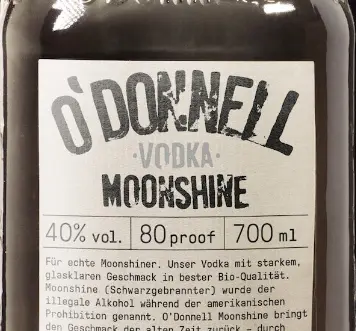 O'DONNELL
·VODKA·
MOONSHINE
40% vol. 80 proof 700 ml
Für echte Moonshiner. Unser Vodka mit starkem,
glasklaren Geschmack in bester Bio-Qualität.
Moonshine (Schwarzgebrannter) wurde der
illegale Alkohol während der amerikanischen
Prohibition genannt. O'Donnell Moonshine bringt
den Geschmack der alten Zeit zurück – durch